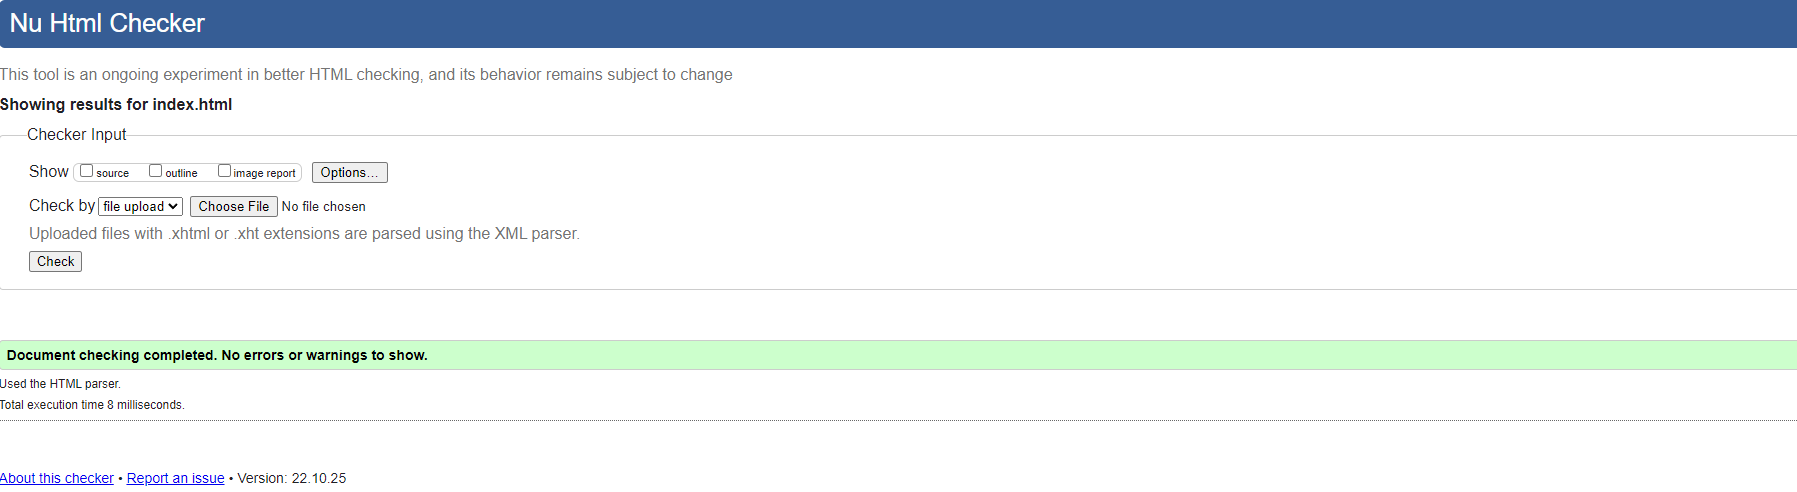 Nu Html Checker
This tool is an ongoing experiment in better HTML checking, and its behavior remains subject to change
Showing results for index.html
Checker Input
Show source outline image report Options...
Check by file upload Choose File No file chosen
Uploaded files with .xhtml or .xht extensions are parsed using the XML parser.
Check
Document checking completed. No errors or warnings to show.
Used the HTML parser.
Total execution time 8 milliseconds.
About this checker • Report an issue • Version: 22.10.25